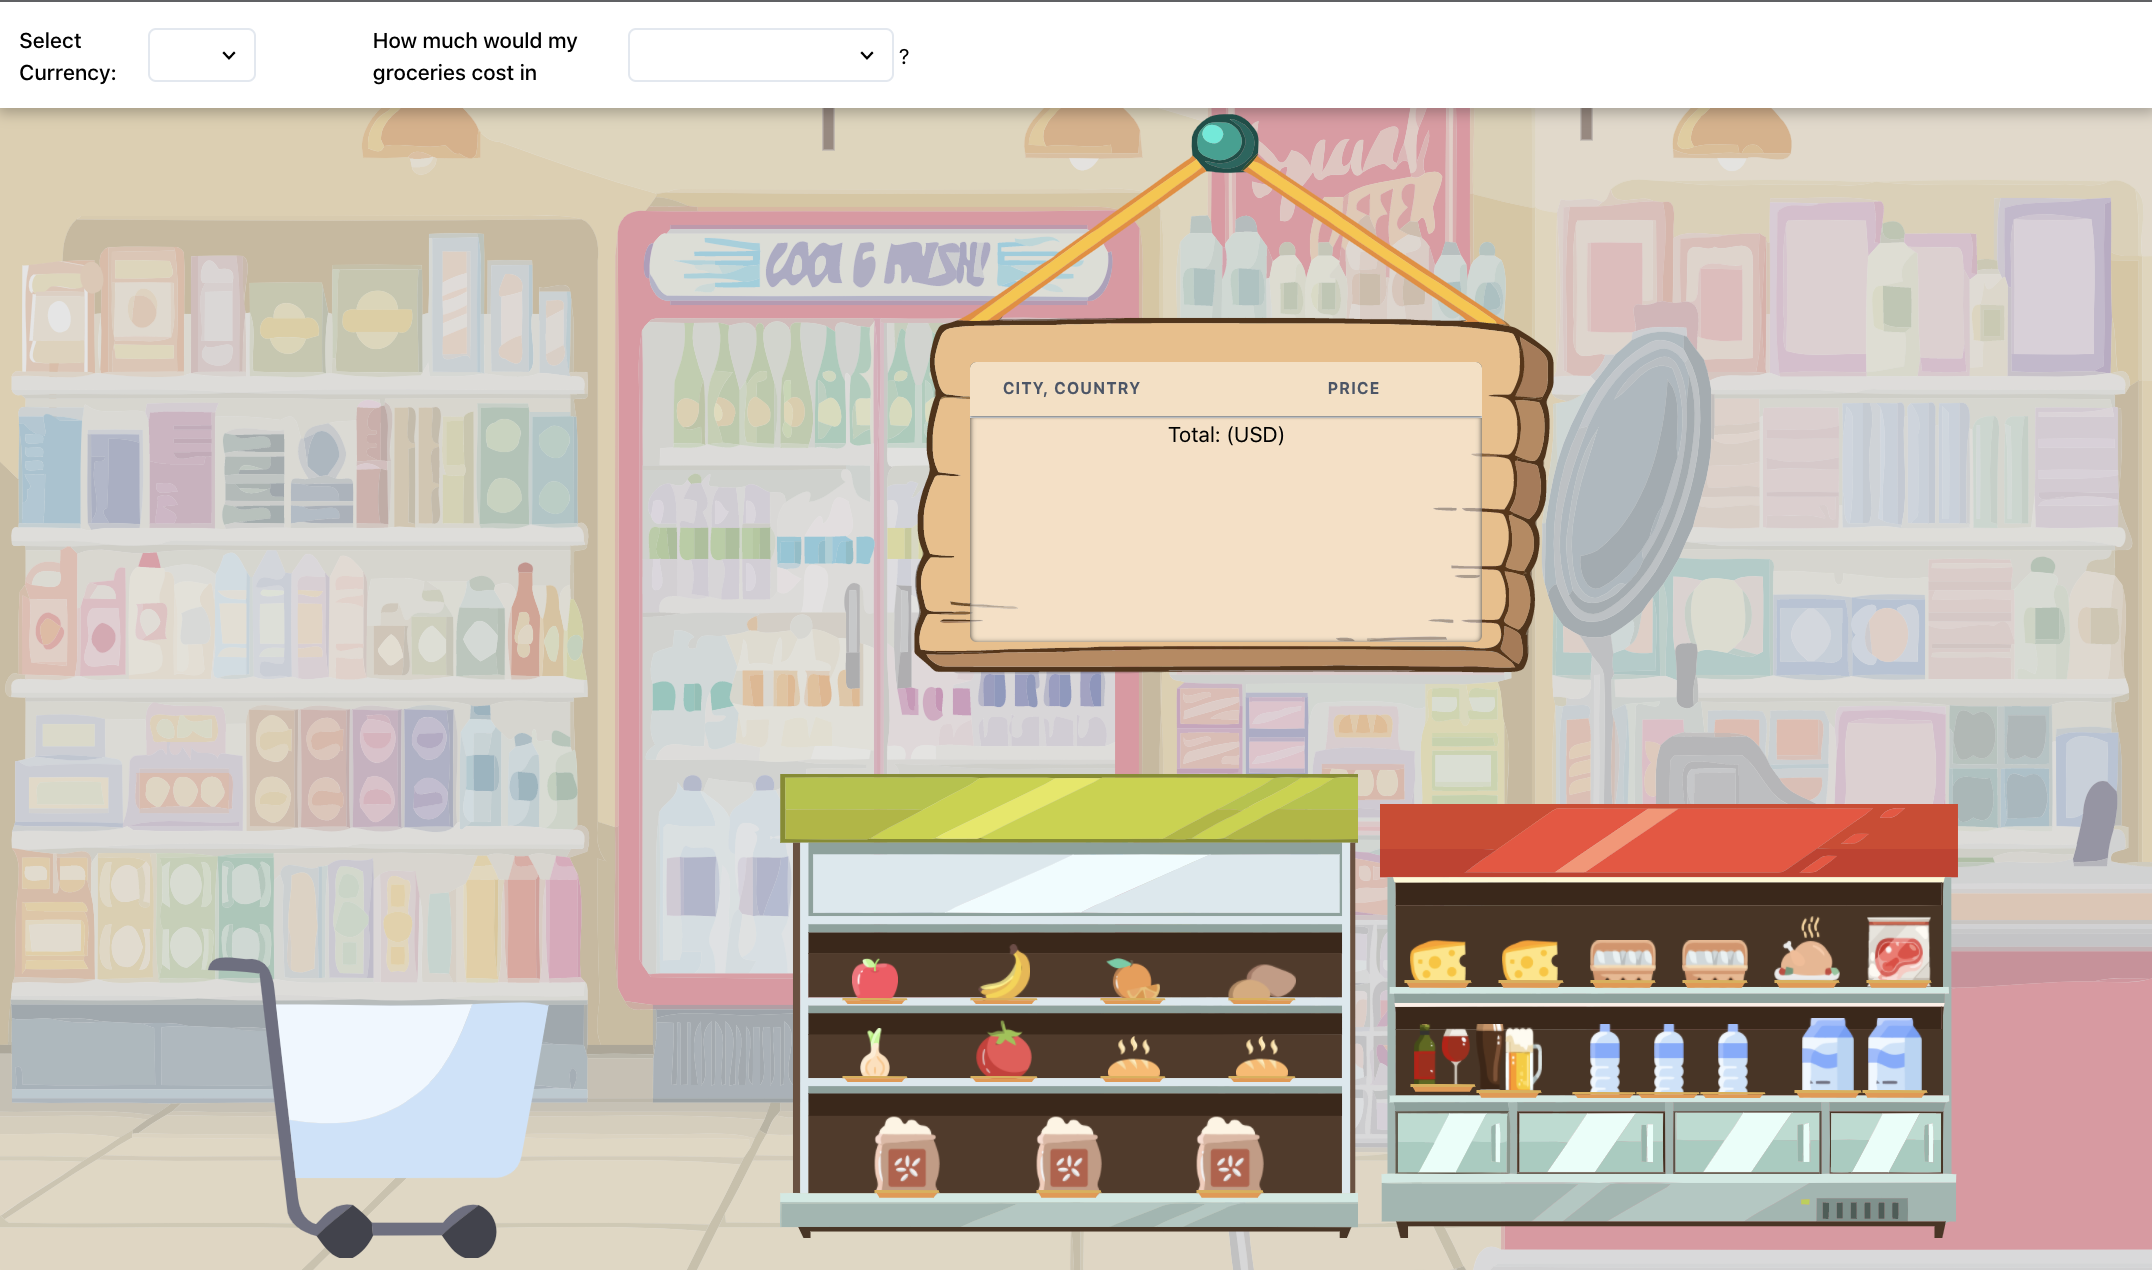 Select
Currency:
How much would my
groceries cost in
?
CITY, COUNTRY PRICE
Total: (USD)